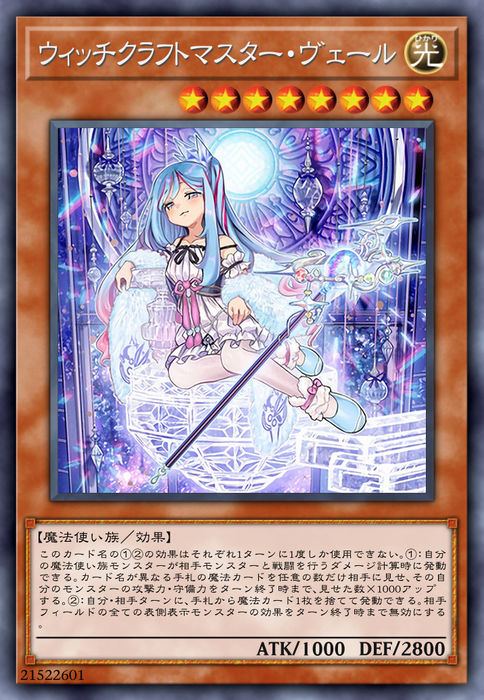 ウィッチクラフトマスター・ヴェール
ひかり
光
【魔法使い族／効果】
このカード名の①②の効果はそれぞれ1ターンに1度しか使用できない。①：自分
の魔法使い族モンスターが相手モンスターと戦闘を行うダメージ計算時に発動
できる。カード名が異なる手札の魔法カードを任意の数だけ相手に見せ、その自
分のモンスターの攻撃力・守備力をターン終了時まで、見せた数×1000アップ
する。②：自分・相手ターンに、手札から魔法カード1枚を捨てて発動できる。相手
フィールドの全ての表側表示モンスターの効果をターン終了時まで無効にする
。
ATK/1000 DEF/2800
21522601